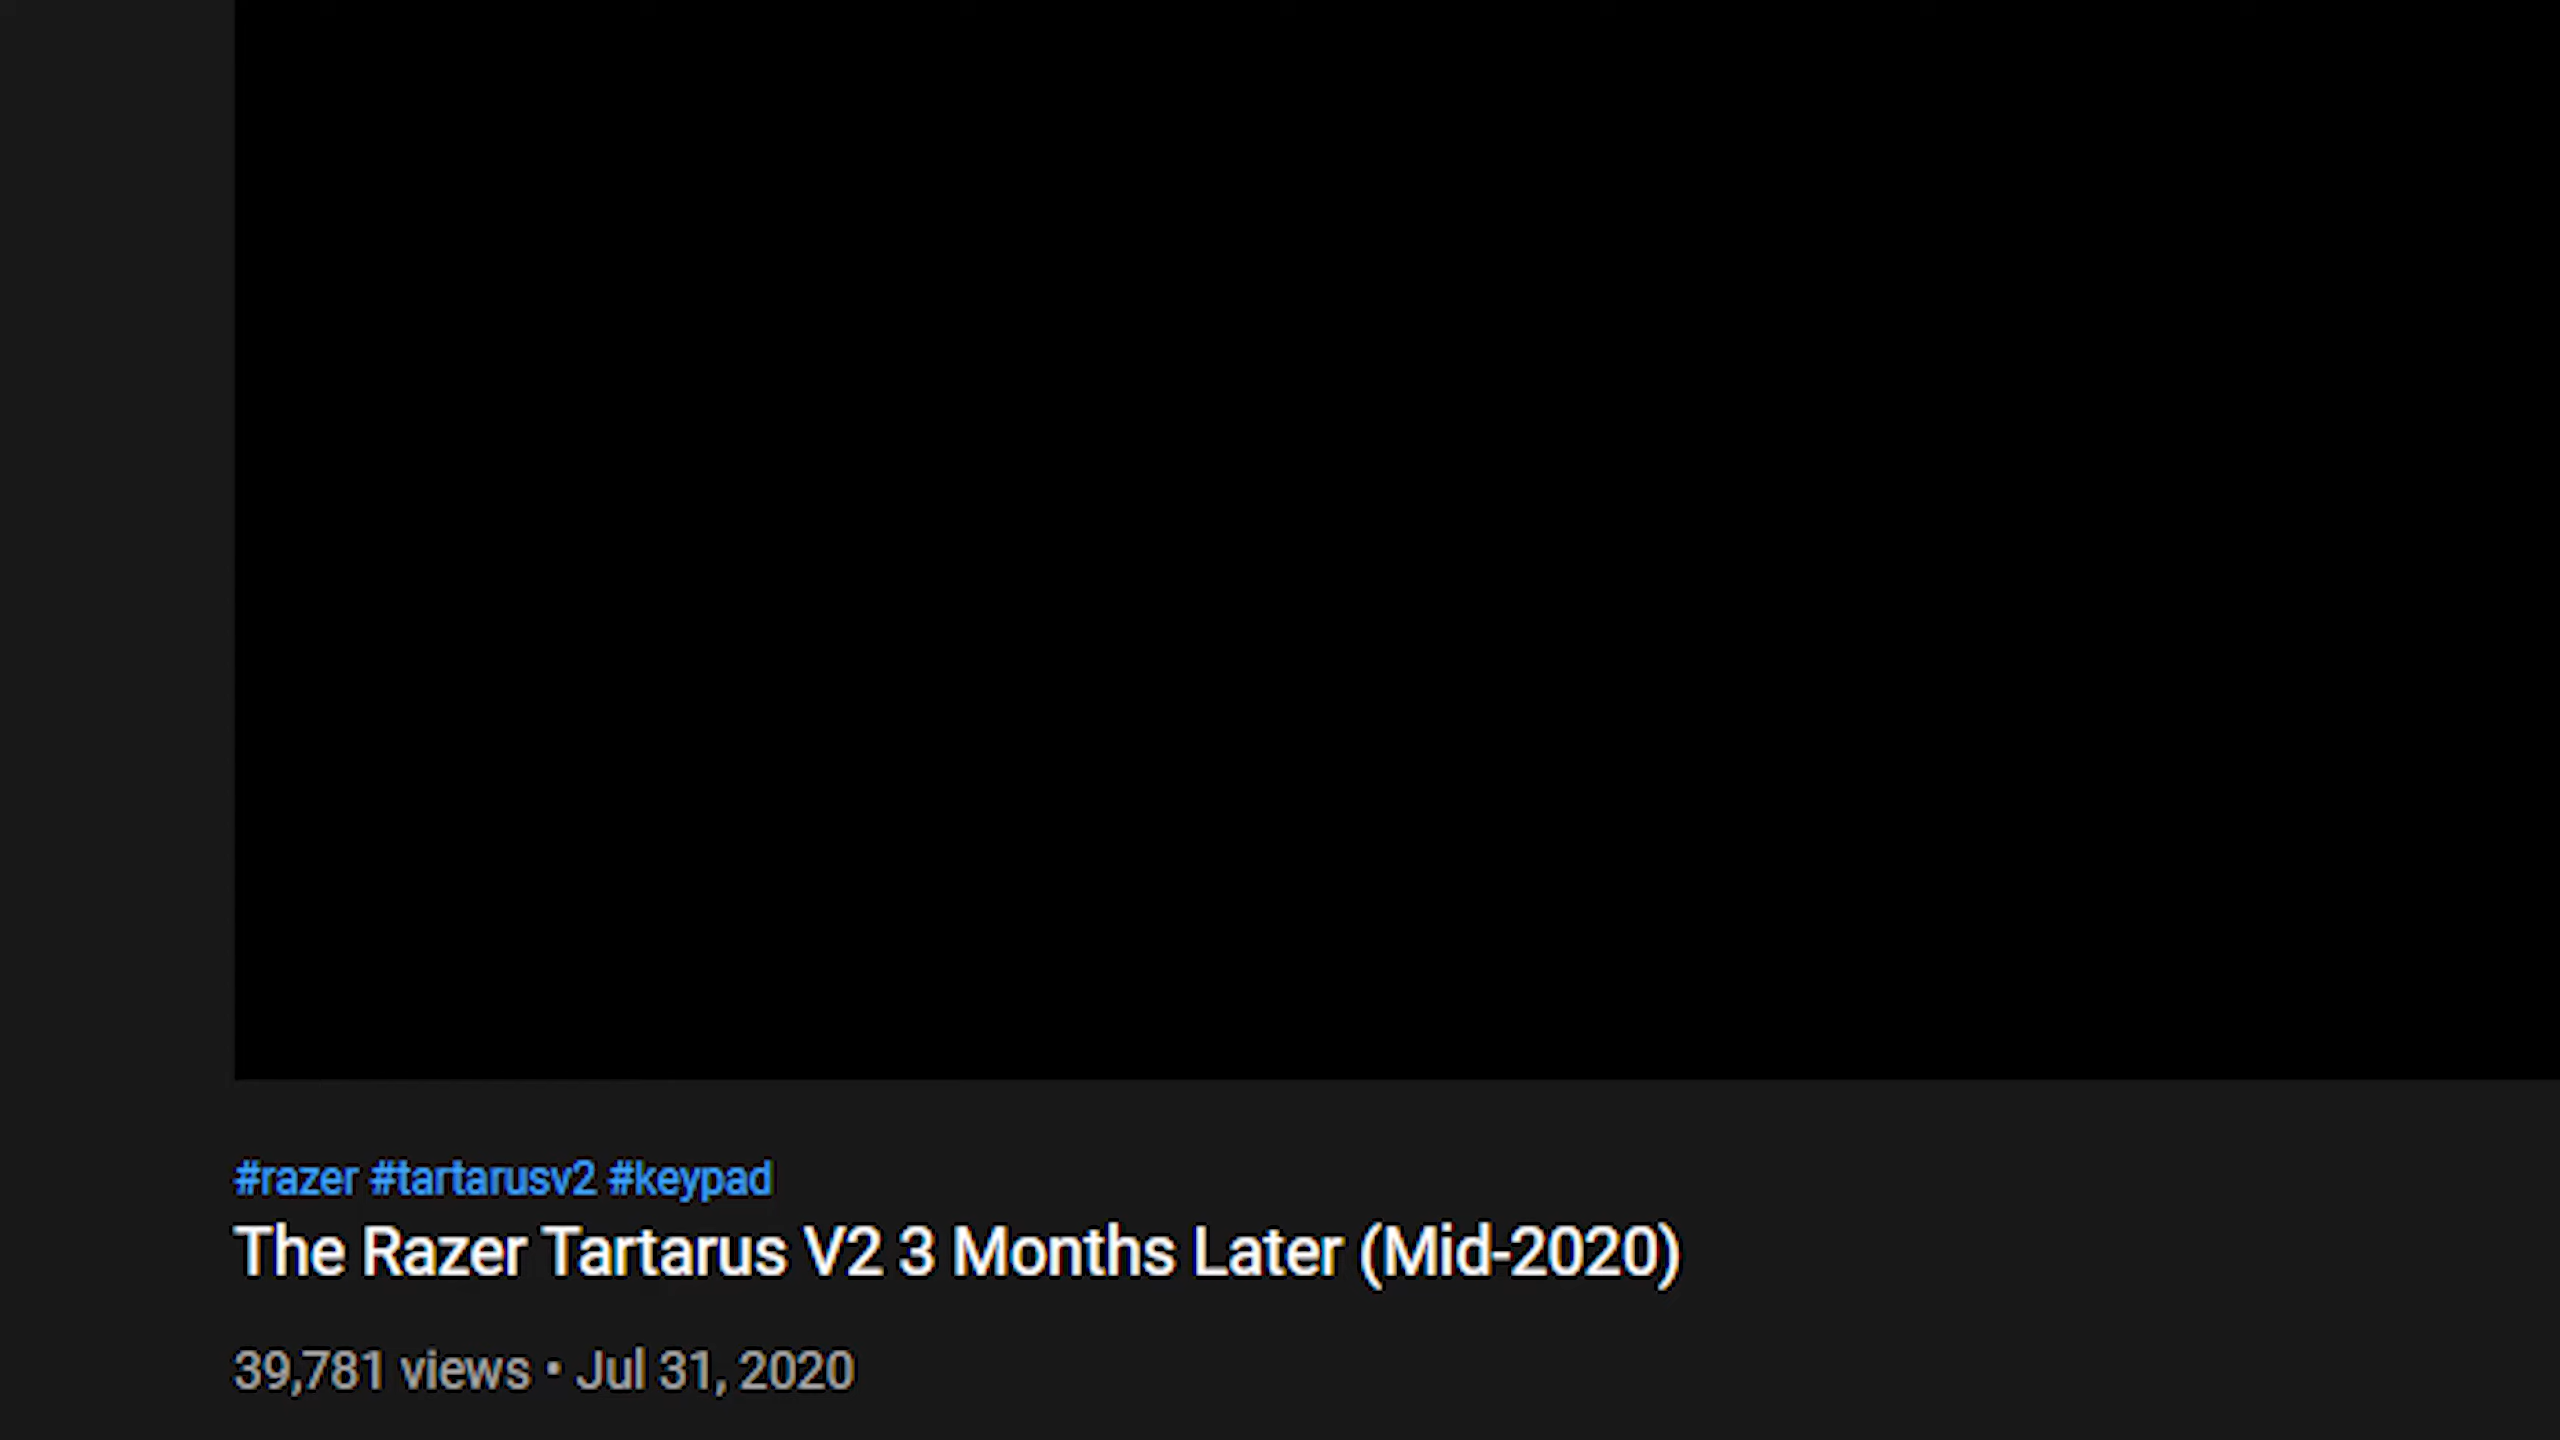 #razer #tartarusv2 #keypad
The Razer Tartarus V2 3 Months Later (Mid-2020)
39,781 views • Jul 31, 2020